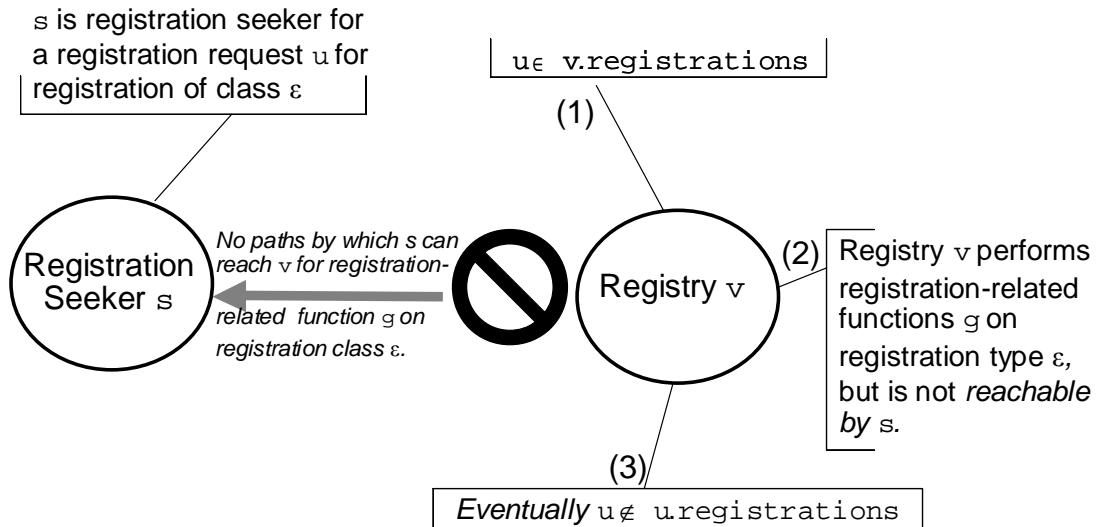 s is registration seeker for
a registration request u for
registration of class ε
u∈ v.registrations
(1)
Registration
Seeker s
No paths by which s can
reach v for registration-
related function g on
registration class ε.
Registry v
(2)
Registry v performs
registration-related
functions g on
registration type ε,
but is not reachable
by s.
(3)
Eventually u∉ u.registrations